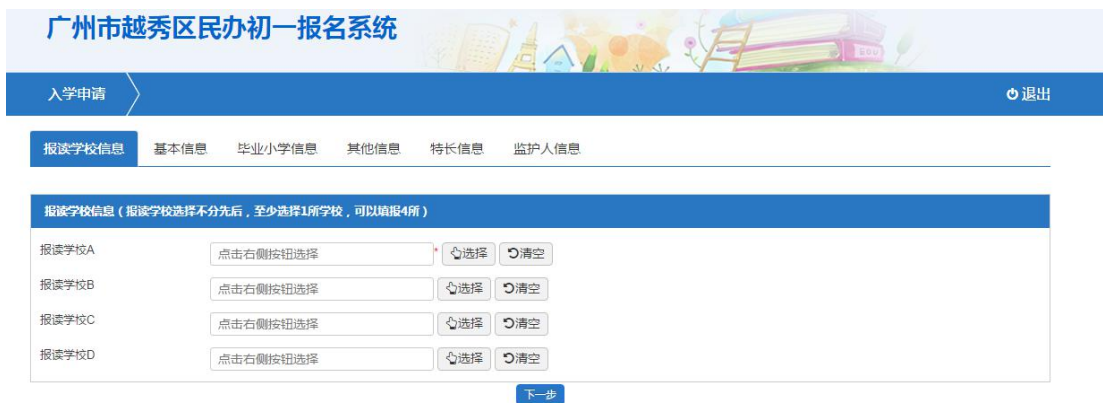 广州市越秀区民办初一报名系统
EDU
入学申请 退出
报读学校信息 基本信息 毕业小学信息 其他信息 特长信息 监护人信息
报读学校信息(报读学校选择不分先后,至少选择1所学校,可以填报4所)
报读学校A 点击右侧按钮选择 * 选择 清空
报读学校B 点击右侧按钮选择 选择 清空
报读学校C 点击右侧按钮选择 选择 清空
报读学校D 点击右侧按钮选择 选择 清空
下一步